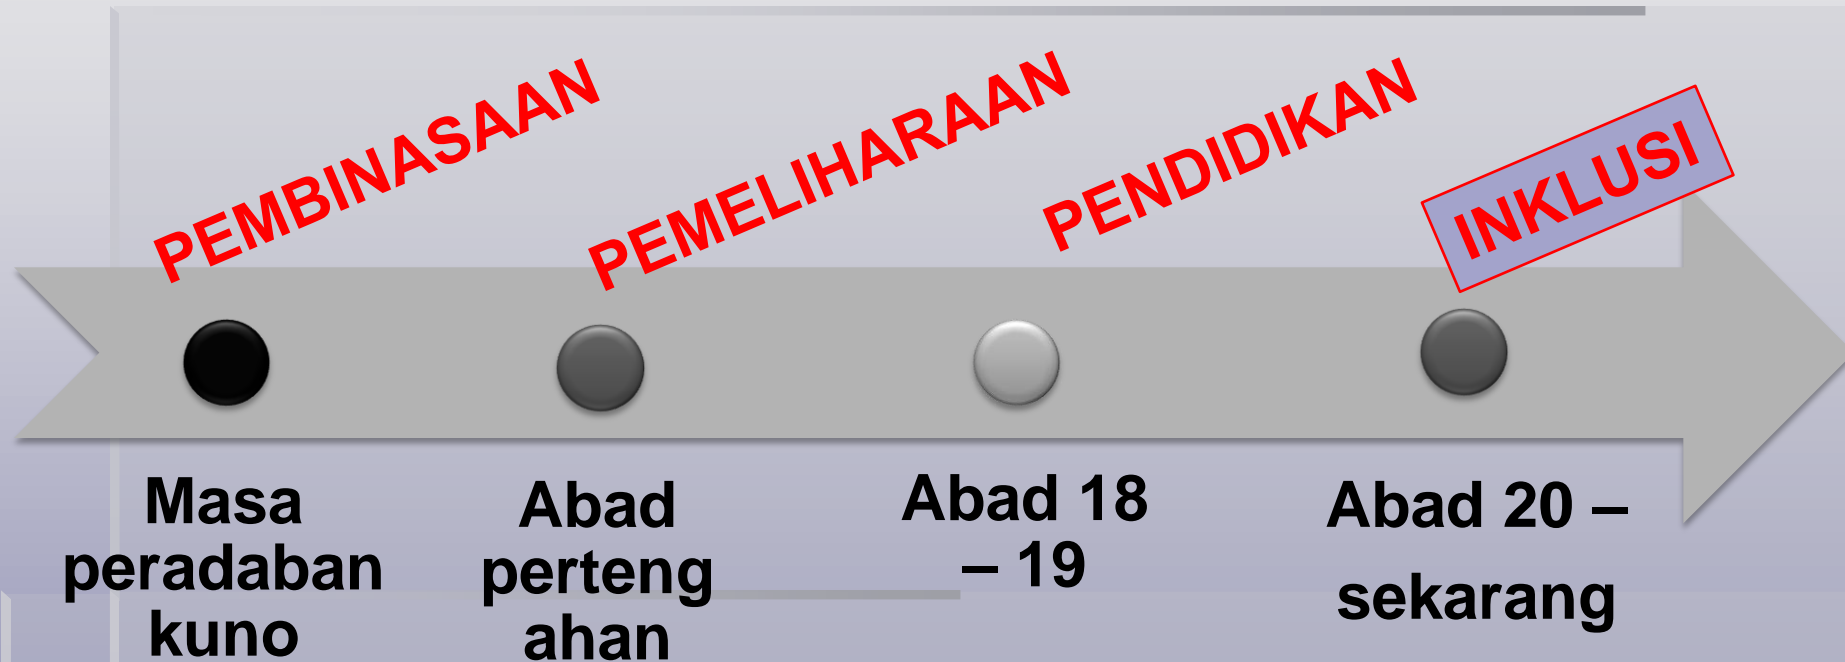 PEMBINASAAN
PEMELIHARAAN
PENDIDIKAN
INKLUSI
Masa
peradaban
kuno
Abad
perteng
ahan
Abad 18
– 19
Abad 20 –
sekarang